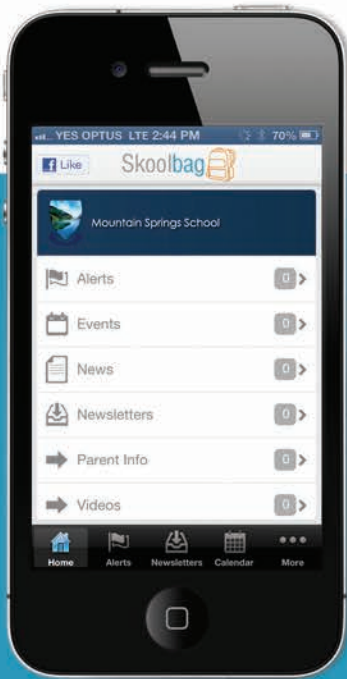 YES OPTUS LTE 2:44 PM 70%
Like Skoolbag
Mountain Springs School
Alerts 0
Events 0
News 0
Newsletters 0
Parent Info 0
Videos 0
Home Alerts Newsletters Calendar More